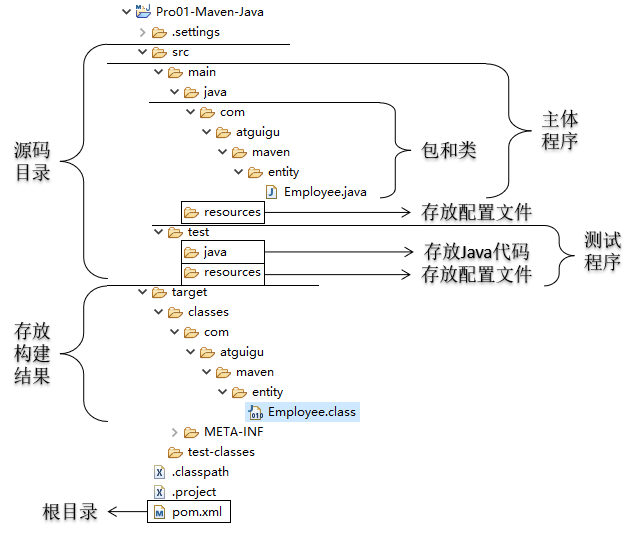 Pro01-Maven-Java
.settings
src
main
java
com
atguigu
maven
entity
Employee.java
resources
test
java
resources
target
classes
com
atguigu
maven
entity
Employee.class
META-INF
test-classes
.classpath
.project
pom.xml
源码
目录
包和类
主体
程序
存放配置文件
存放Java代码
存放配置文件
测试
程序
存放
构建
结果
根目录